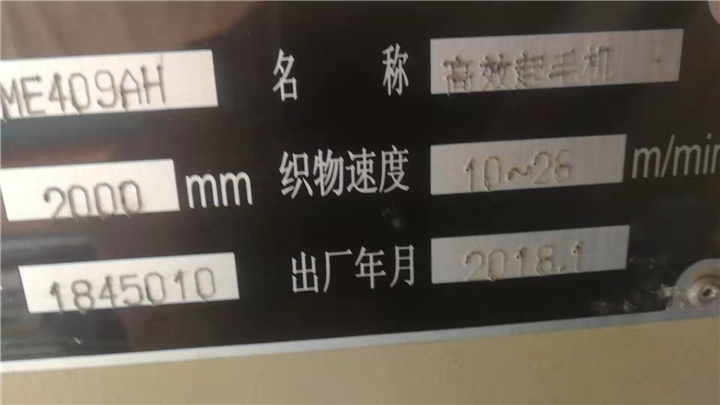 ME409AH 名 称 高效起毛机
2000 mm 织物速度 10~26 m/min
1845010 出厂年月 2018.1